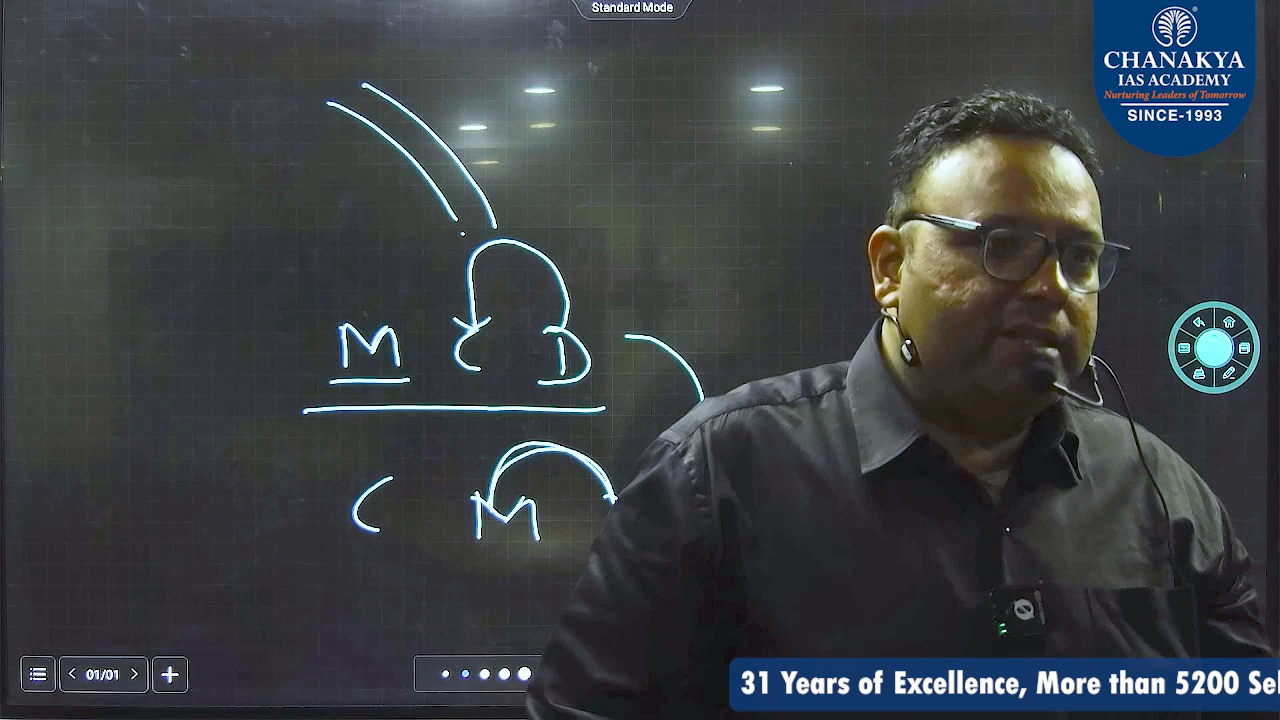 Standard Mode
CHANAKYA
IAS ACADEMY
Nurturing Leaders of Tomorrow
SINCE-1993
M C D
C M
01/01
31 Years of Excellence, More than 5200 Sel